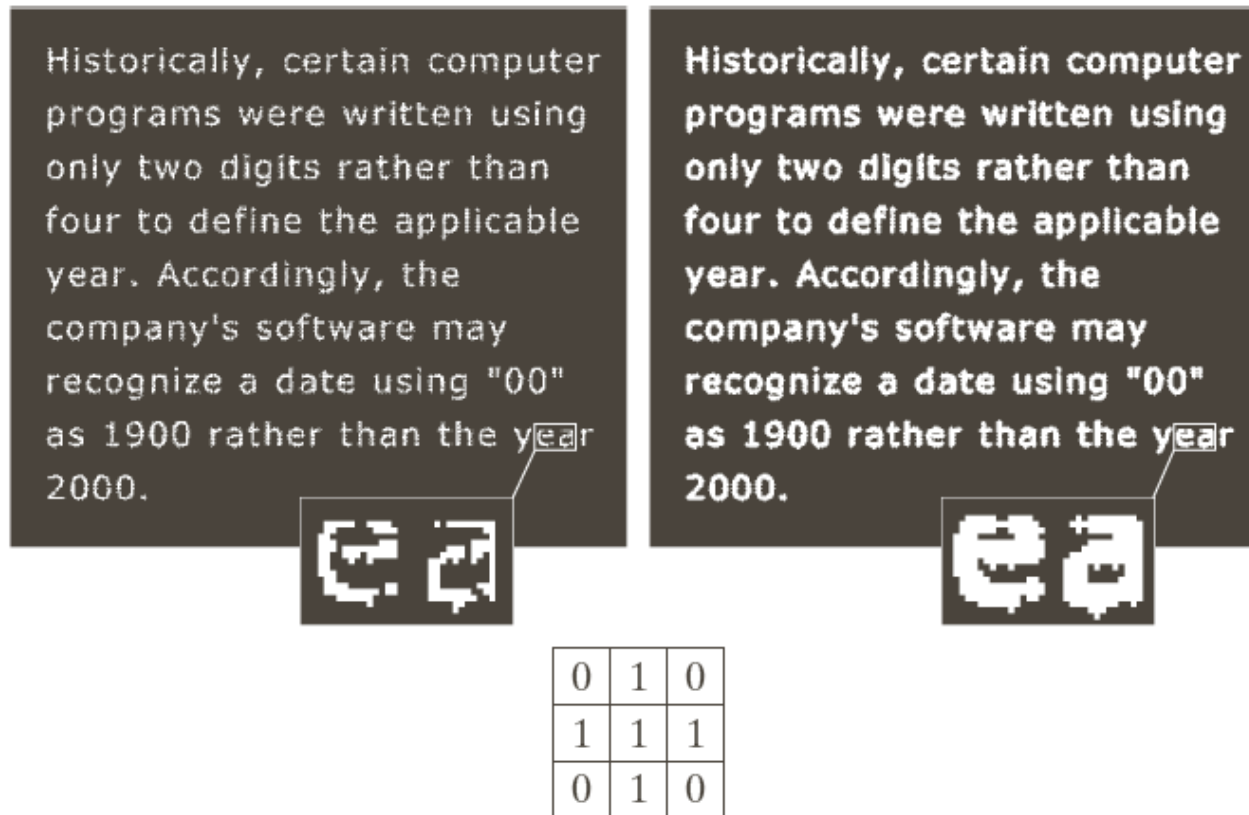 Historically, certain computer
programs were written using
only two digits rather than
four to define the applicable
year. Accordingly, the
company's software may
recognize a date using "00"
as 1900 rather than the year
2000.
ea
Historically, certain computer
programs were written using
only two digits rather than
four to define the applicable
year. Accordingly, the
company's software may
recognize a date using "00"
as 1900 rather than the year
2000.
ea
0 1 0
1 1 1
0 1 0